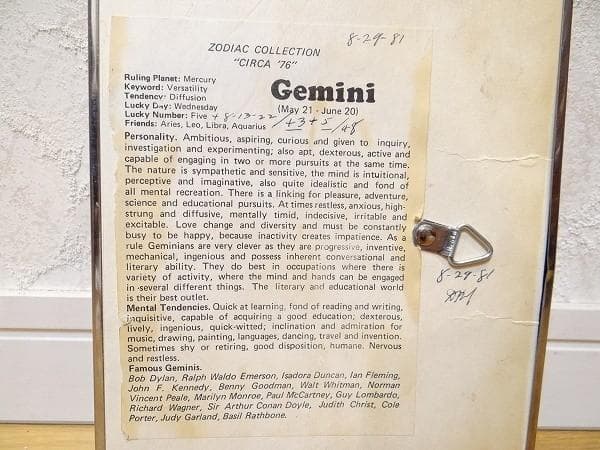 8-29-81
ZODIAC COLLECTION
"CIRCA '76"
Ruling Planet: Mercury
Keyword: Versatility
Tendency: Diffusion
Lucky Day: Wednesday
Lucky Number: Five + 8-13-22
Friends: Aries, Leo, Libra, Aquarius
Gemini
(May 21 - June 20)
Personality. Ambitious, aspiring, curious and given to inquiry,
investigation and experimenting; also apt, dexterous, active and
capable of engaging in two or more pursuits at the same time.
The nature is sympathetic and sensitive, the mind is intuitional,
perceptive and imaginative, also quite idealistic and fond of
all mental recreation. There is a linking for pleasure, adventure,
science and educational pursuits. At times restless, anxious, high-
strung and diffusive, mentally timid, indecisive, irritable and
excitable. Love change and diversity and must be constantly
busy to be happy, because inactivity creates impatience. As a
rule Geminians are very clever as they are progressive, inventive,
mechanical, ingenious and possess inherent conversational and
literary ability. They do best in occupations where there is
variety of activity, where the mind and hands can be engaged
in several different things. The literary and educational world
is their best outlet.
Mental Tendencies. Quick at learning, fond of reading and writing,
inquisitive, capable of acquiring a good education; dexterous,
lively, ingenious, quick-witted; inclination and admiration for
music, drawing, painting, languages, dancing, travel and invention.
Sometimes shy or retiring, good disposition, humane. Nervous
and restless.
Famous Geminis.
Bob Dylan, Ralph Waldo Emerson, Isadora Duncan, Ian Fleming,
John F. Kennedy, Benny Goodman, Walt Whitman, Norman
Vincent Peale, Marilyn Monroe, Paul McCartney, Guy Lombardo,
Richard Wagner, Sir Arthur Conan Doyle, Judith Christ, Cole
Porter, Judy Garland, Basil Rathbone.
8-29-81